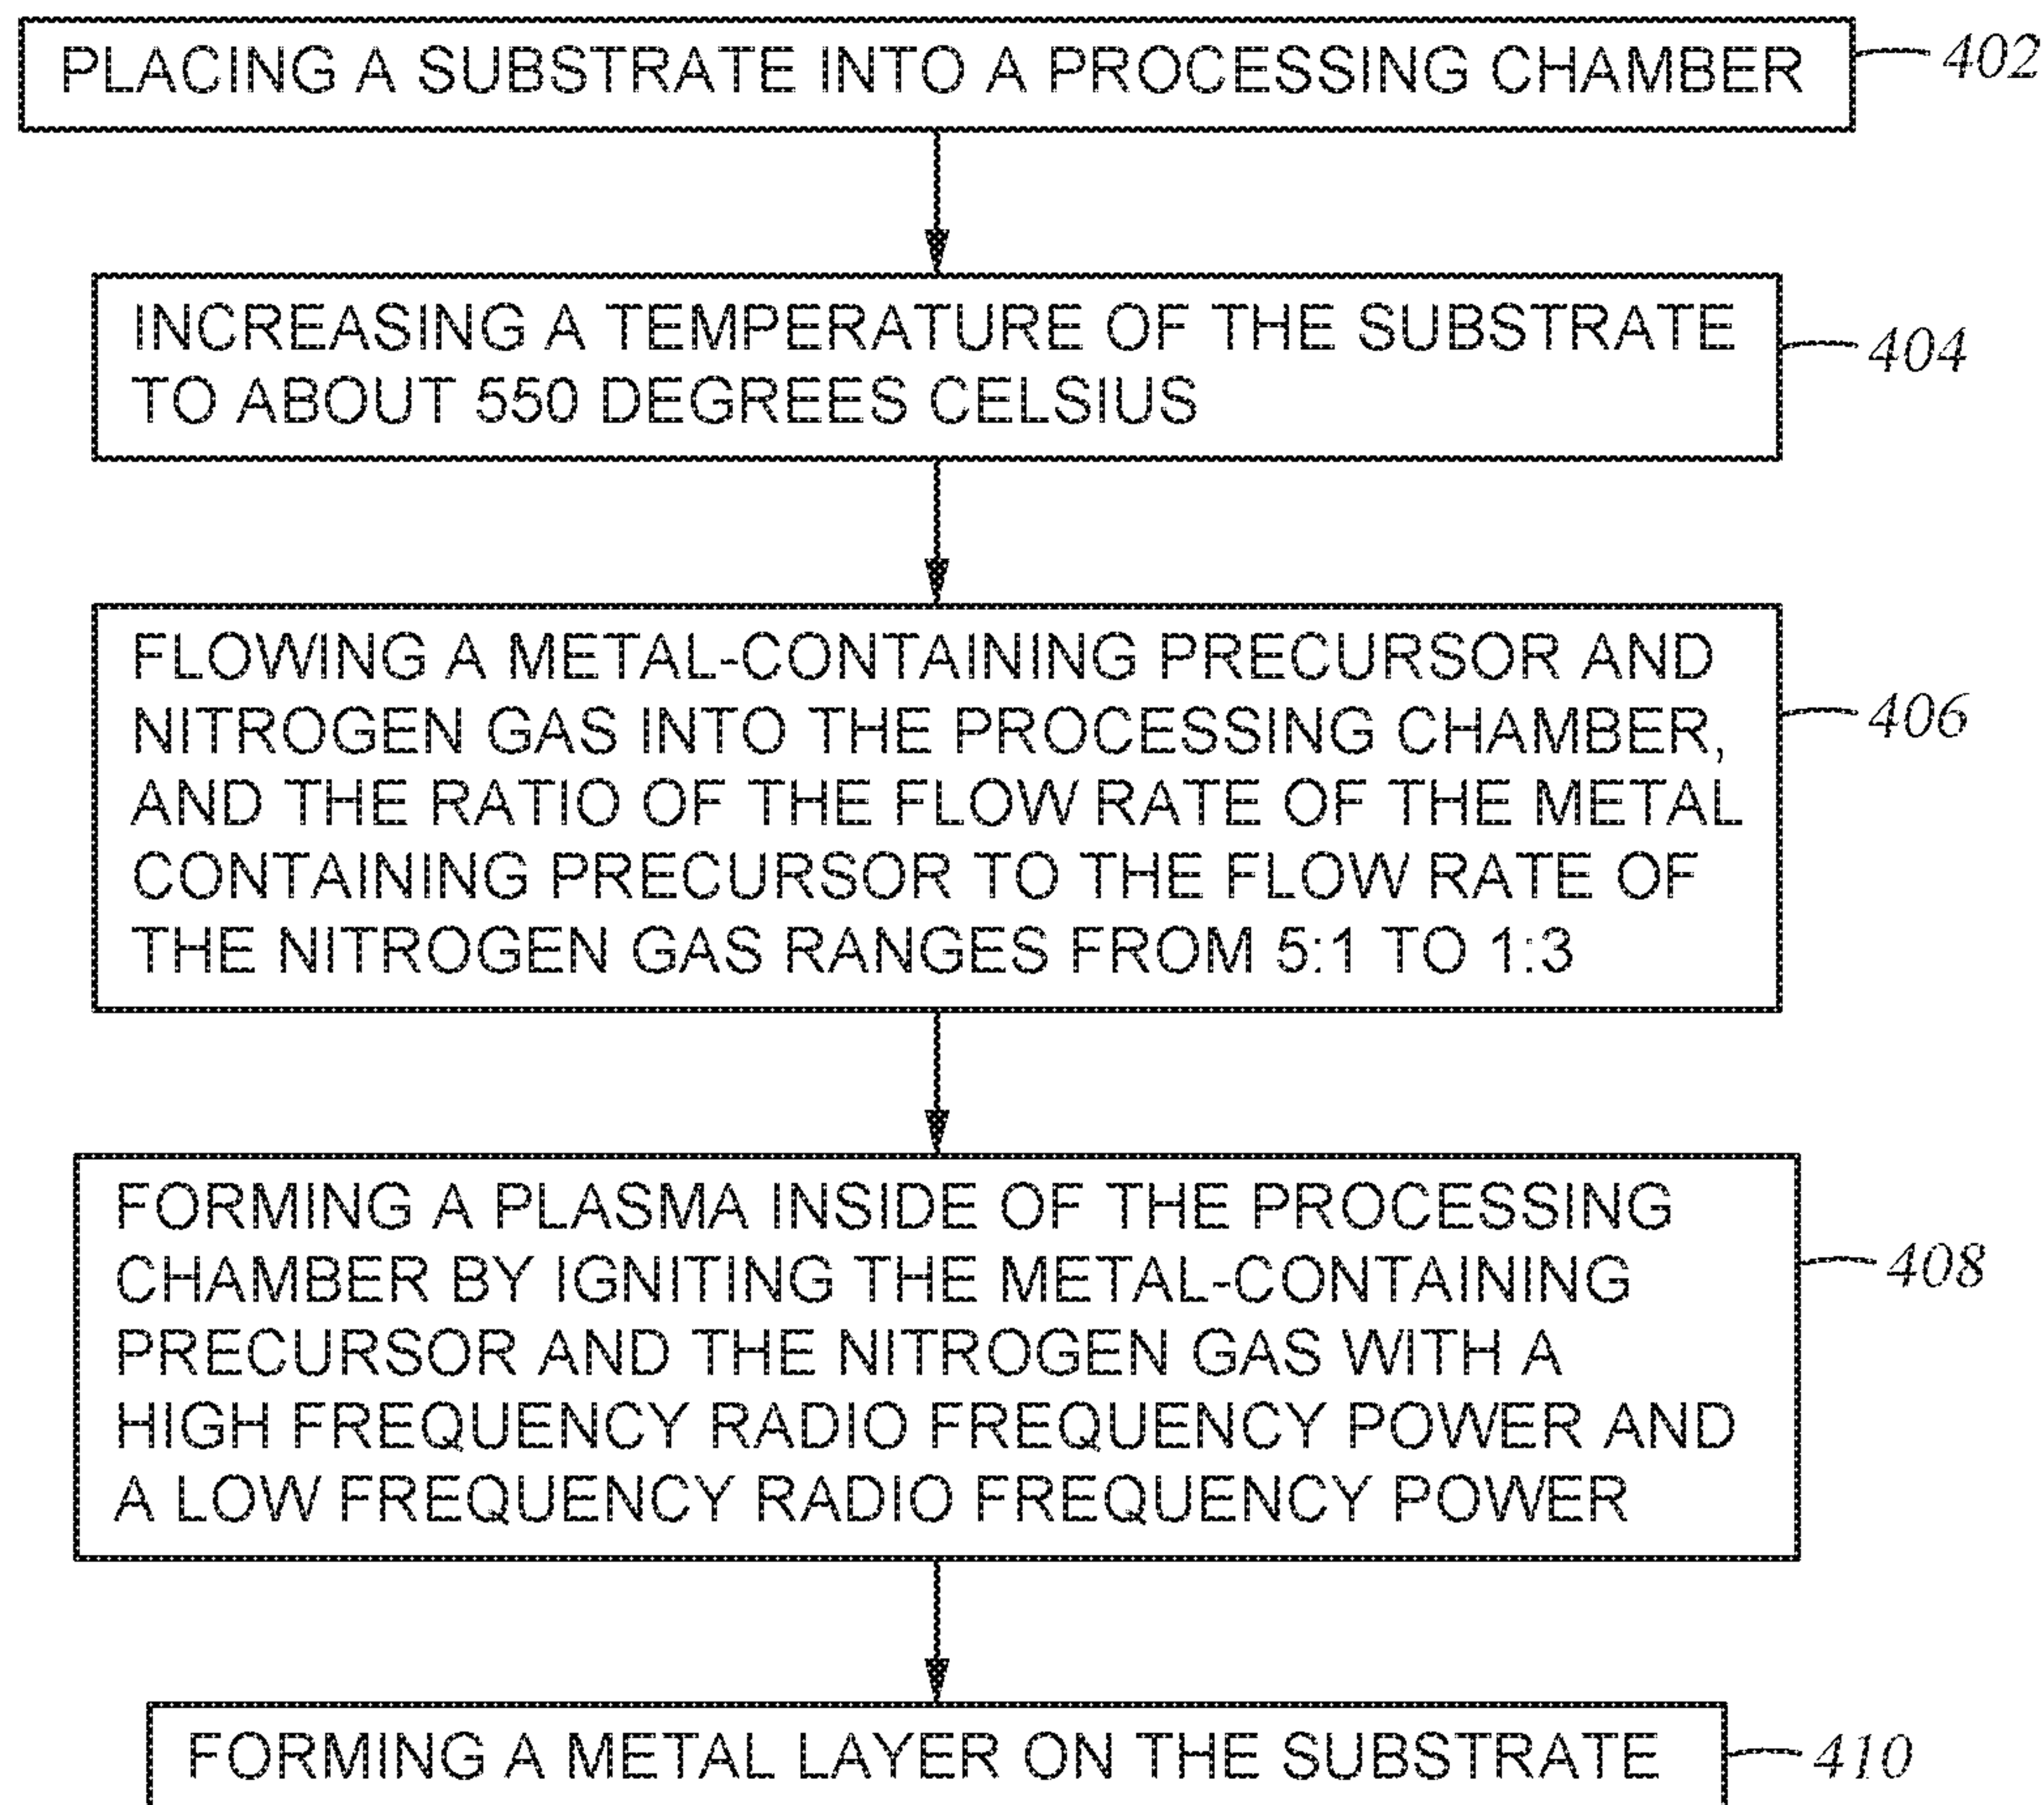 PLACING A SUBSTRATE INTO A PROCESSING CHAMBER 402
INCREASING A TEMPERATURE OF THE SUBSTRATE
TO ABOUT 550 DEGREES CELSIUS
404
FLOWING A METAL-CONTAINING PRECURSOR AND
NITROGEN GAS INTO THE PROCESSING CHAMBER,
AND THE RATIO OF THE FLOW RATE OF THE METAL
CONTAINING PRECURSOR TO THE FLOW RATE OF
THE NITROGEN GAS RANGES FROM 5:1 TO 1:3
406
FORMING A PLASMA INSIDE OF THE PROCESSING
CHAMBER BY IGNITING THE METAL-CONTAINING
PRECURSOR AND THE NITROGEN GAS WITH A
HIGH FREQUENCY RADIO FREQUENCY POWER AND
A LOW FREQUENCY RADIO FREQUENCY POWER
408
FORMING A METAL LAYER ON THE SUBSTRATE 410